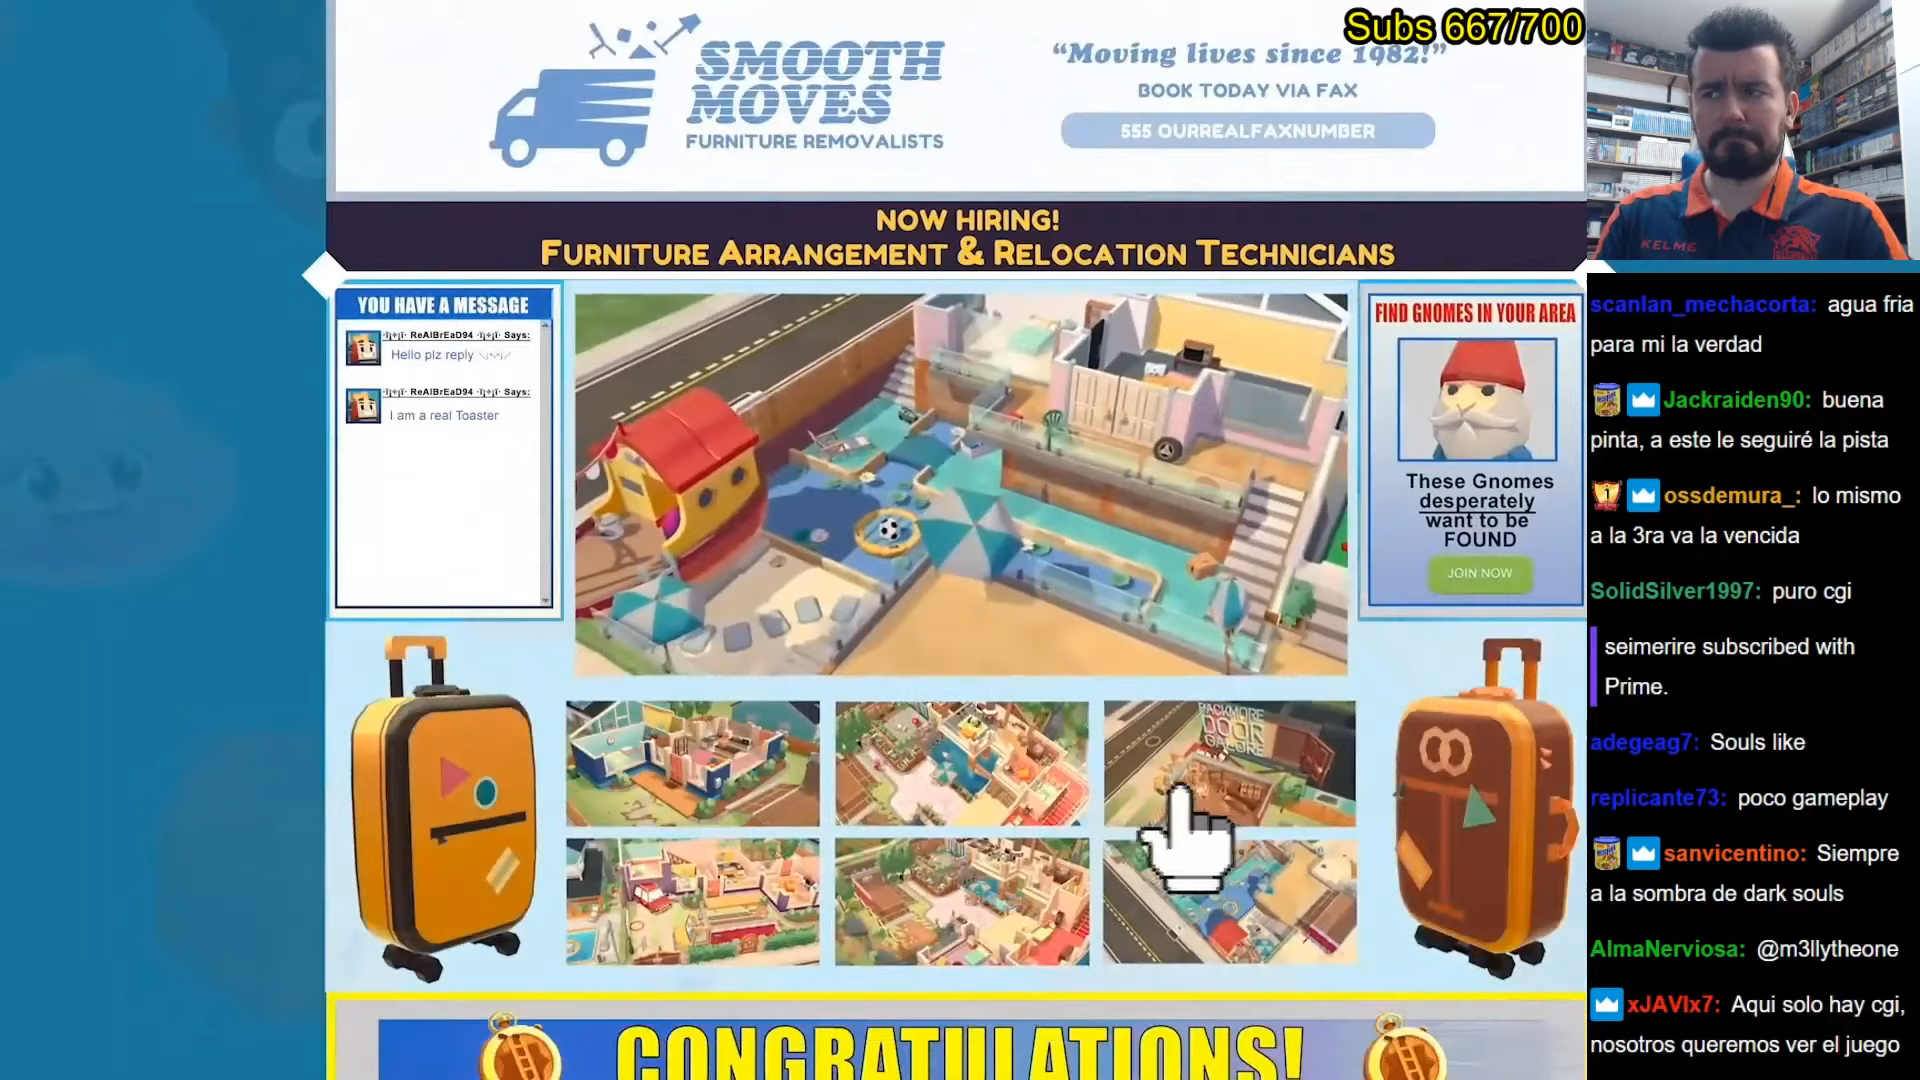 Subs 667/700
SMOOTH
MOVES
FURNITURE REMOVALISTS
“Moving lives since 1982!”
BOOK TODAY VIA FAX
555 OURREALFAXNUMBER
NOW HIRING!
FURNITURE ARRANGEMENT & RELOCATION TECHNICIANS
YOU HAVE A MESSAGE
ReAlBrEaD94
Says:
Hello plz reply
ReAlBrEaD94
Says:
I am a real Toaster
FIND GNOMES IN YOUR AREA
These Gnomes
desperately
want to be
FOUND
JOIN NOW
PACKMORE
DOOR
GALORE
CONGRATULATIONS!
KELME
scanlan_mechacorta: agua fria
para mi la verdad
Jackraiden90: buena
pinta, a este le seguiré la pista
ossdemura_: lo mismo
a la 3ra va la vencida
SolidSilver1997: puro cgi
seimerire subscribed with
Prime.
adegeag7: Souls like
replicante73: poco gameplay
sanvicentino: Siempre
a la sombra de dark souls
AlmaNerviosa: @m3llytheone
xJAVIx7: Aqui solo hay cgi,
nosotros queremos ver el juego